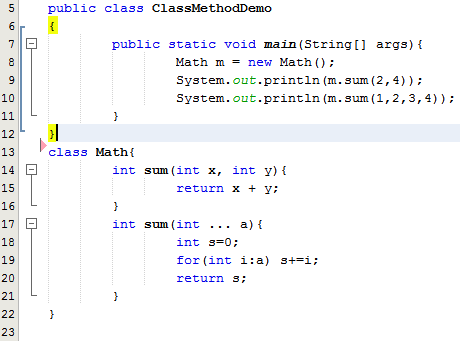 5 public class ClassMethodDemo
6 {
7 public static void main(String[] args){
8 Math m = new Math();
9 System.out.println(m.sum(2,4));
10 System.out.println(m.sum(1,2,3,4));
11 }
12 }
13 class Math{
14 int sum(int x, int y){
15 return x + y;
16 }
17 int sum(int ... a){
18 int s=0;
19 for(int i:a) s+=i;
20 return s;
21 }
22 }
23